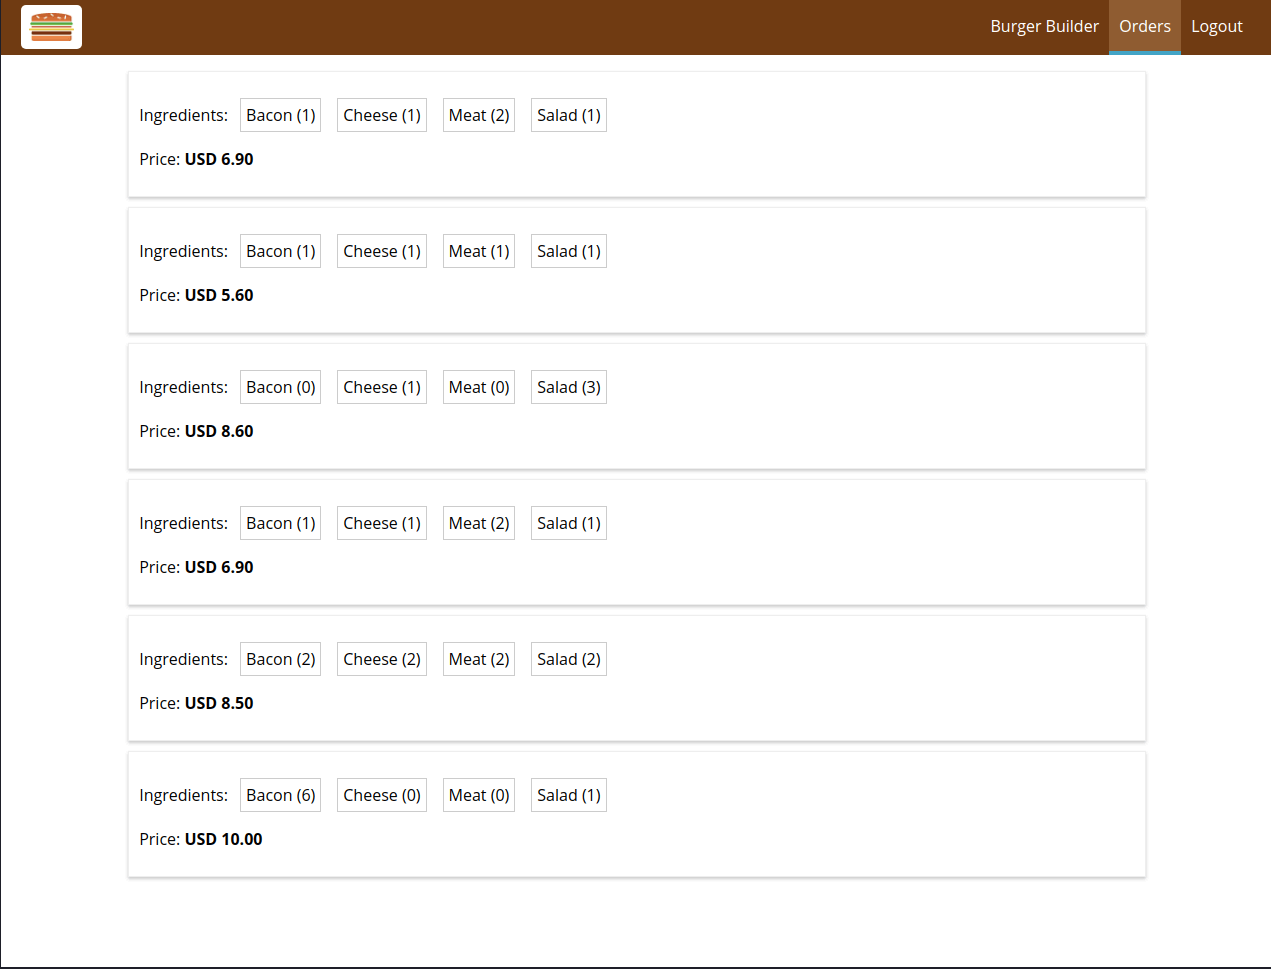 Burger Builder Orders Logout
Ingredients: Bacon (1) Cheese (1) Meat (2) Salad (1)
Price: USD 6.90
Ingredients: Bacon (1) Cheese (1) Meat (1) Salad (1)
Price: USD 5.60
Ingredients: Bacon (0) Cheese (1) Meat (0) Salad (3)
Price: USD 8.60
Ingredients: Bacon (1) Cheese (1) Meat (2) Salad (1)
Price: USD 6.90
Ingredients: Bacon (2) Cheese (2) Meat (2) Salad (2)
Price: USD 8.50
Ingredients: Bacon (6) Cheese (0) Meat (0) Salad (1)
Price: USD 10.00